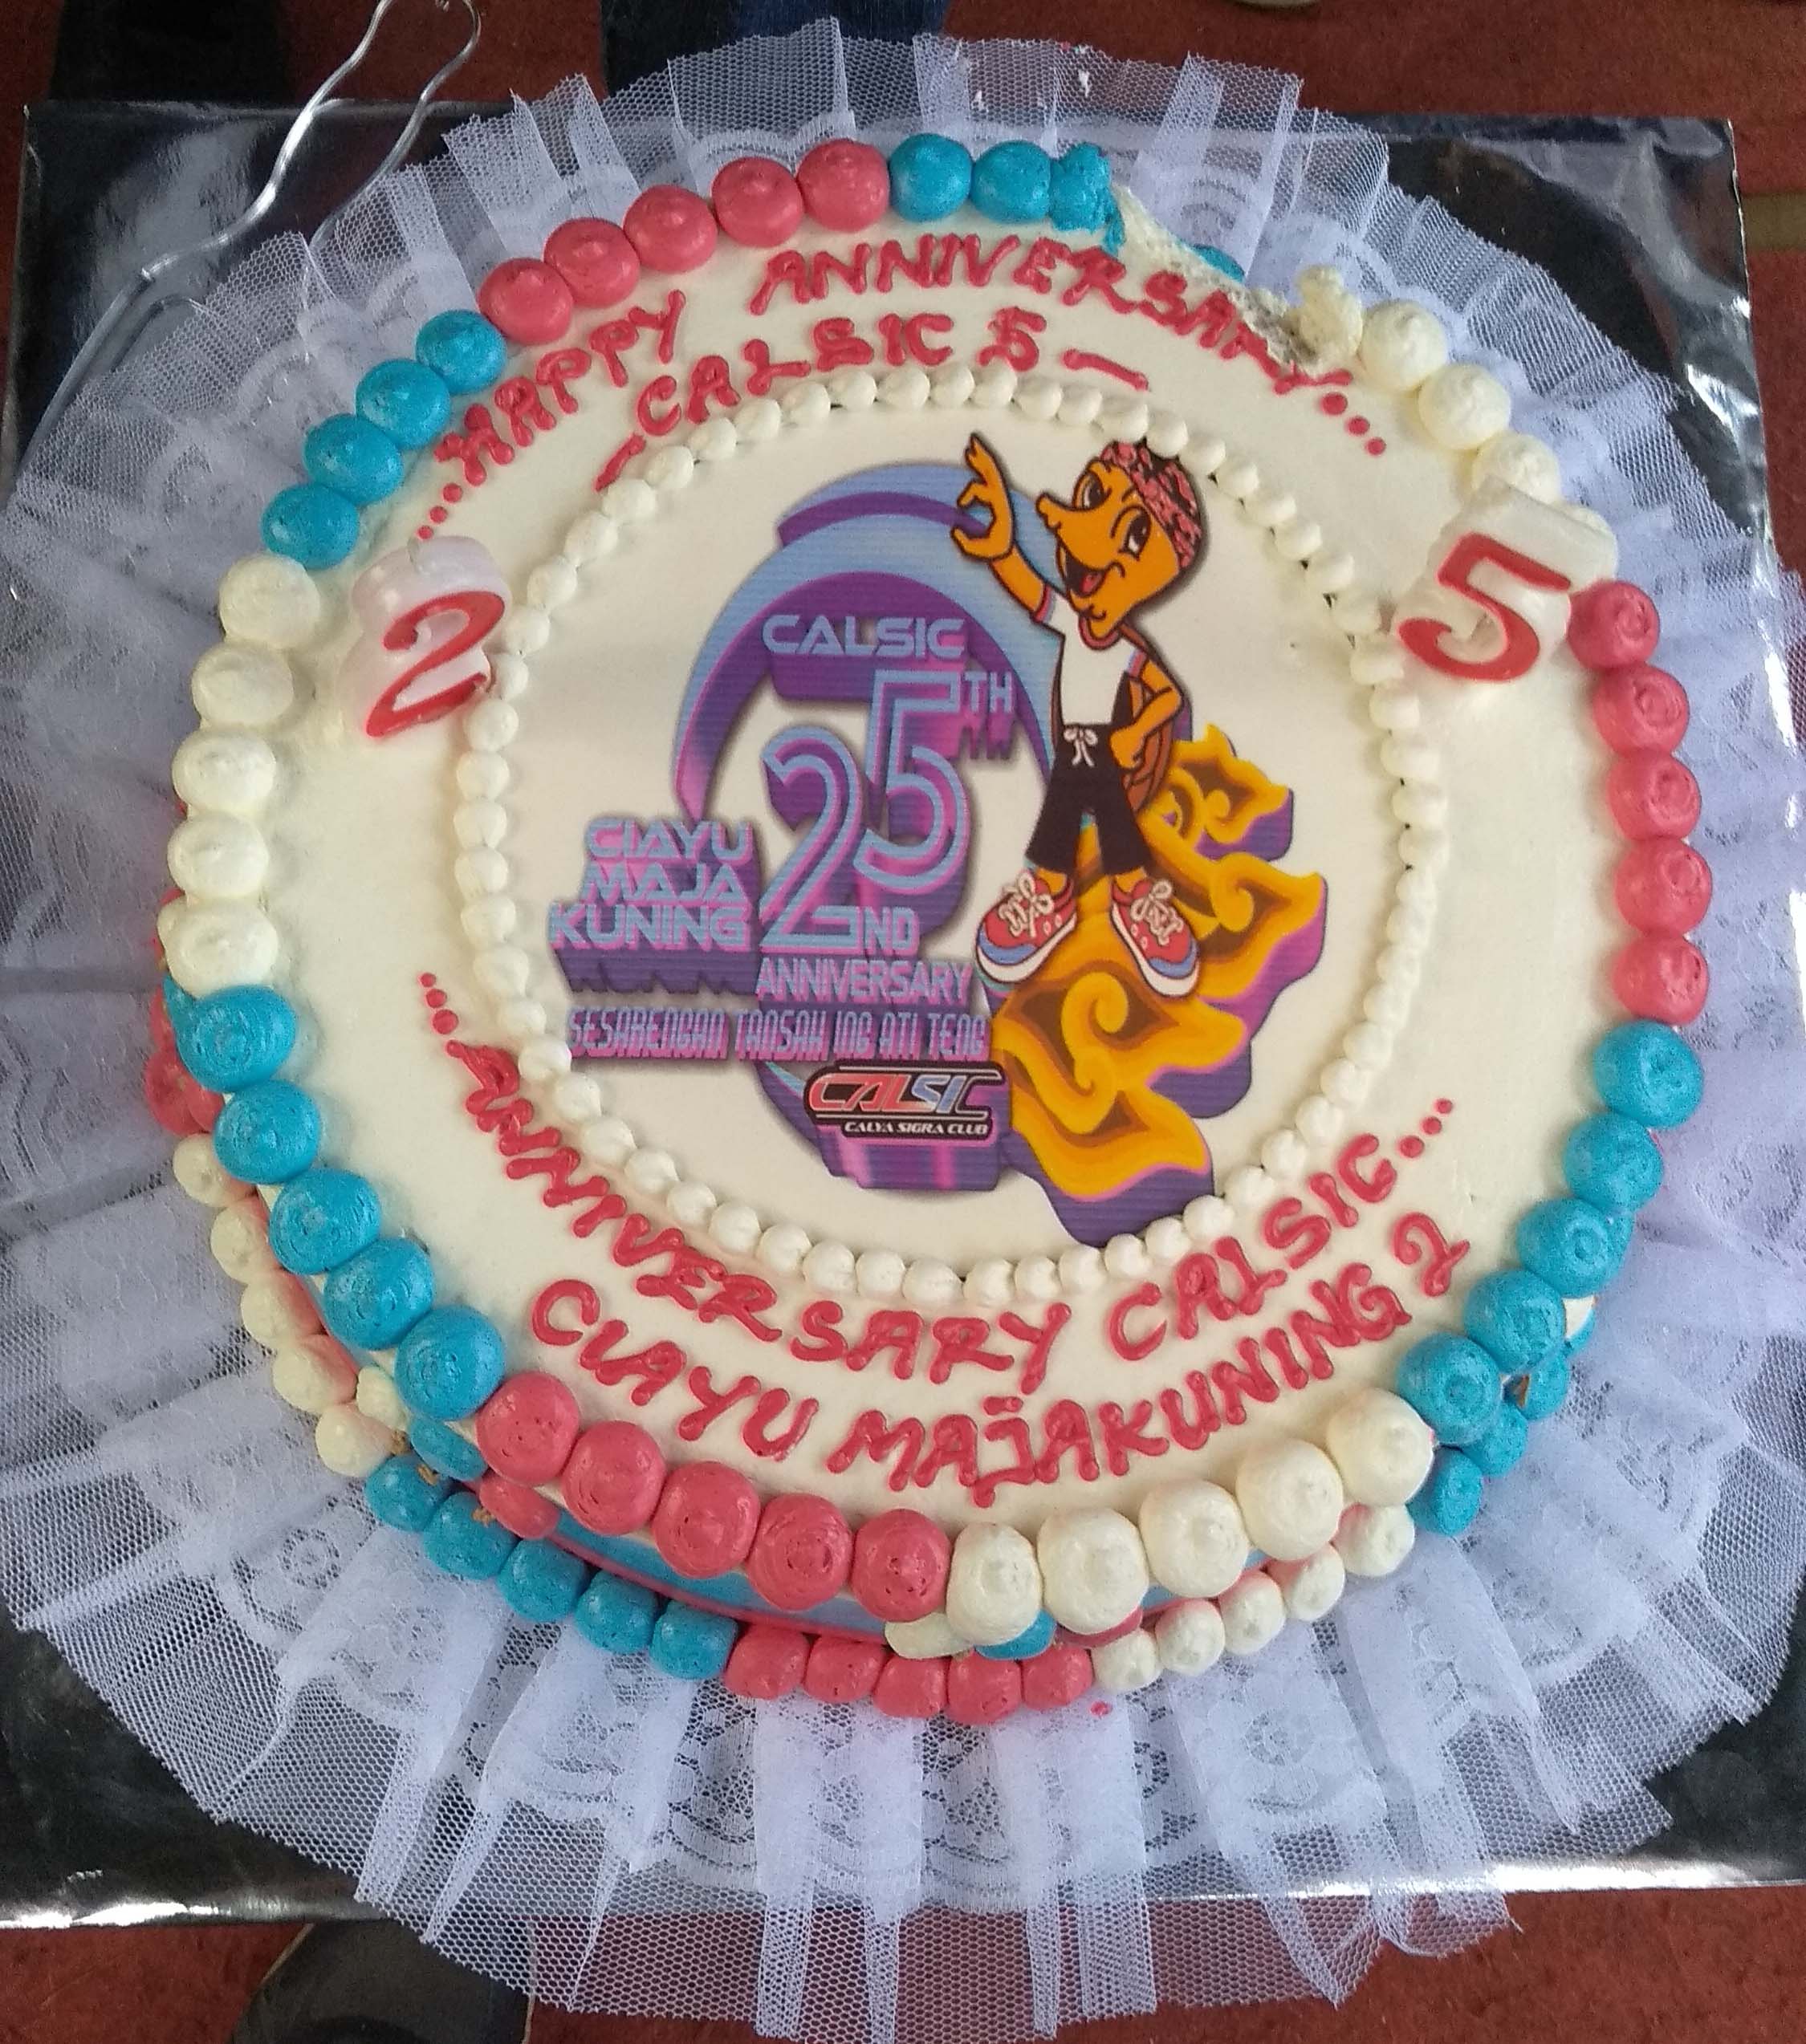 ...HAPPY ANNIVERSARY...
-CALSIC 5-
2
5
CALSIC
5TH
2ND
CIAYU
MAJA
KUNING
ANNIVERSARY
SESARENGAN TANSAH ING ATI TENG
CALSIC
CALYA SIGRA CLUB
...ANNIVERSARY CALSIC...
CIAYU MAJAKUNING 2